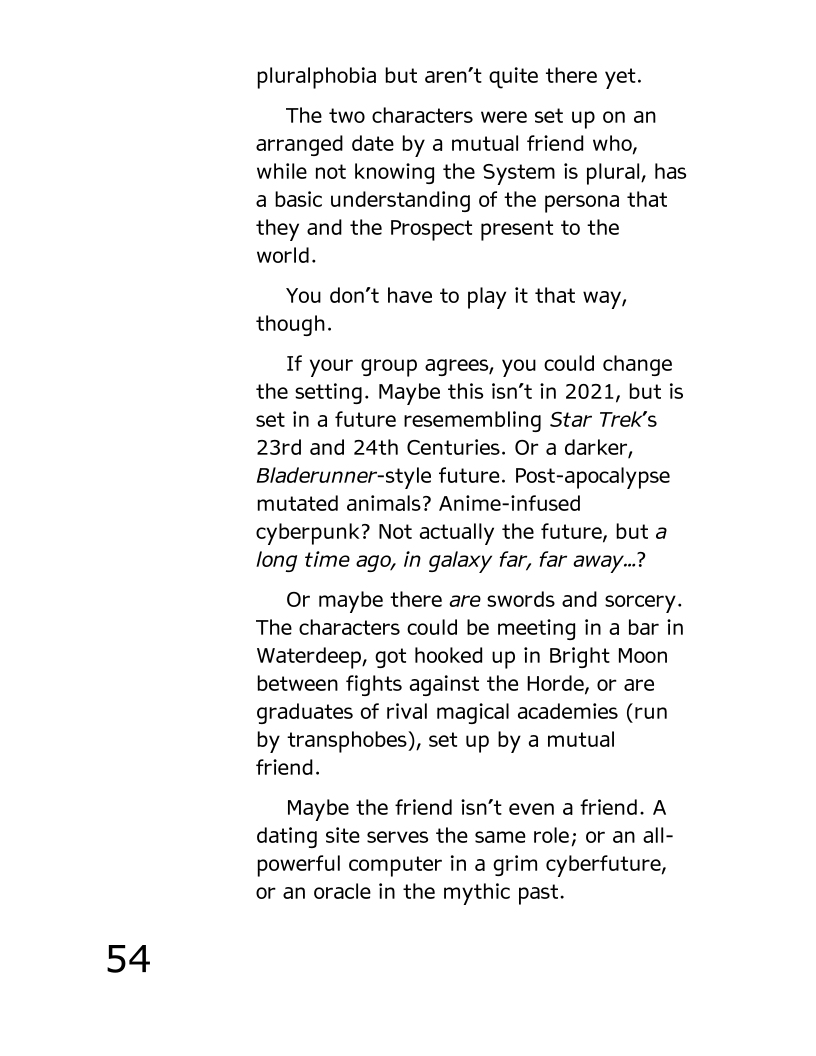 pluralphobia but aren’t quite there yet.
The two characters were set up on an
arranged date by a mutual friend who,
while not knowing the System is plural, has
a basic understanding of the persona that
they and the Prospect present to the
world.
You don’t have to play it that way,
though.
If your group agrees, you could change
the setting. Maybe this isn’t in 2021, but is
set in a future resemembling Star Trek’s
23rd and 24th Centuries. Or a darker,
Bladerunner-style future. Post-apocalypse
mutated animals? Anime-infused
cyberpunk? Not actually the future, but a
long time ago, in galaxy far, far away…?
Or maybe there are swords and sorcery.
The characters could be meeting in a bar in
Waterdeep, got hooked up in Bright Moon
between fights against the Horde, or are
graduates of rival magical academies (run
by transphobes), set up by a mutual
friend.
Maybe the friend isn’t even a friend. A
dating site serves the same role; or an all-
powerful computer in a grim cyberfuture,
or an oracle in the mythic past.
54